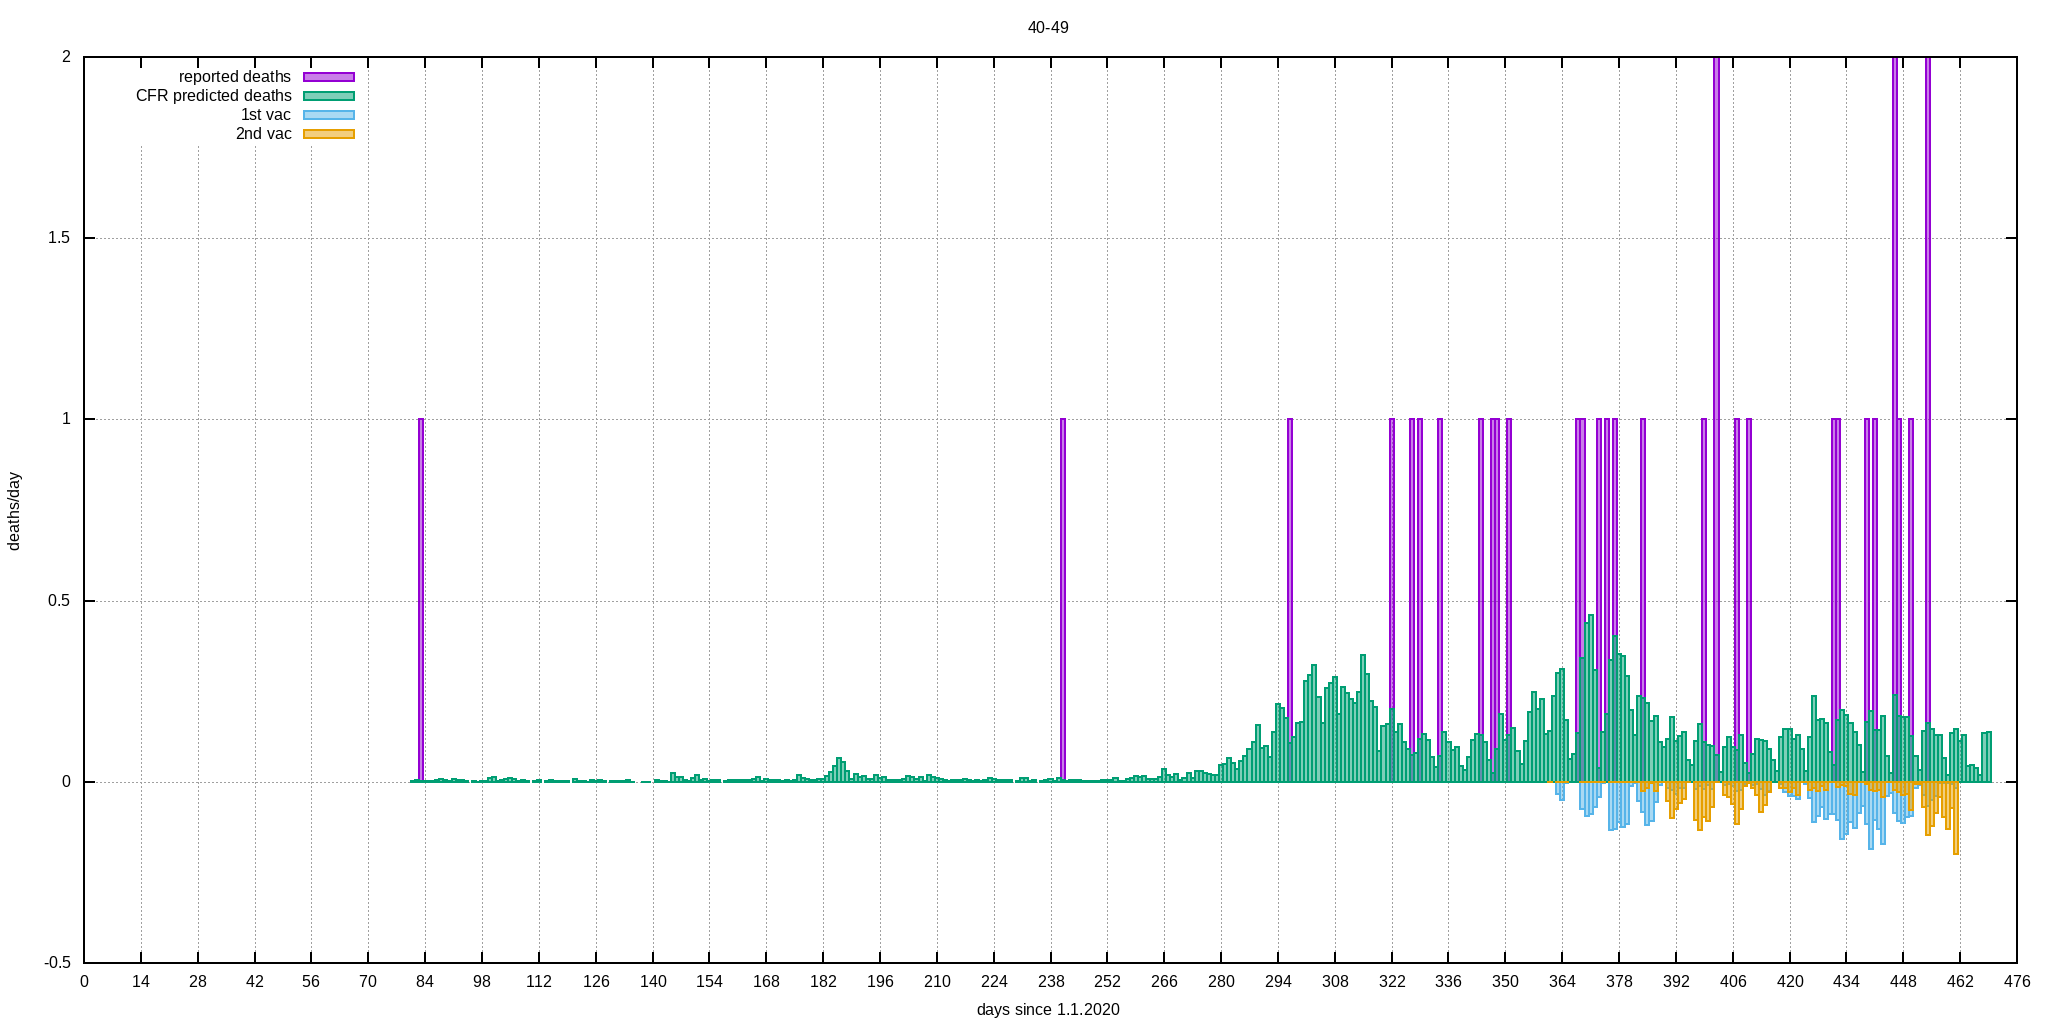 40-49
2
reported deaths
CFR predicted deaths
1st vac
2nd vac
1.5
1
0.5
0
-0.5
deaths/day
0 14 28 42 56 70 84 98 112 126 140 154 168 182 196 210 224 238 252 266 280 294 308 322 336 350 364 378 392 406 420 434 448 462 476
days since 1.1.2020